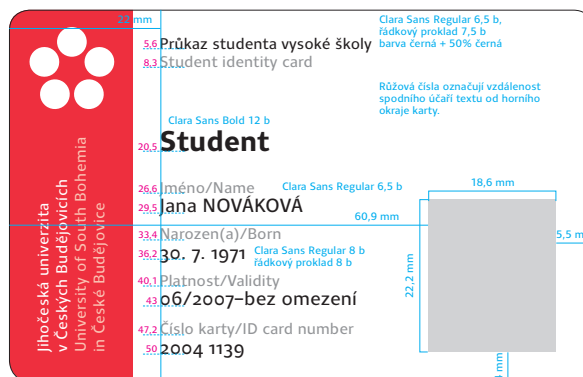 22 mm
Clara Sans Regular 6,5 b,
řádkový proklad 7,5 b
barva černá + 50% černá
5,6 Průkaz studenta vysoké školy
8,3 Student identity card
Růžová čísla označují vzdálenost
spodního účaří textu od horního
okraje karty.
Clara Sans Bold 12 b
20,5 Student
26,6 Jméno/Name
Clara Sans Regular 6,5 b
29,5 Jana NOVÁKOVÁ
18,6 mm
60,9 mm
5,5 m
33,4 Narozen(a)/Born
36,2 30. 7. 1971
Clara Sans Regular 8 b
řádkový proklad 8 b
22,2 mm
40,1 Platnost/Validity
43 06/2007–bez omezení
47,2 Číslo karty/ID card number
50 2004 1139
Jihočeská univerzita
v Českých Budějovicích
University of South Bohemia
in České Budějovice